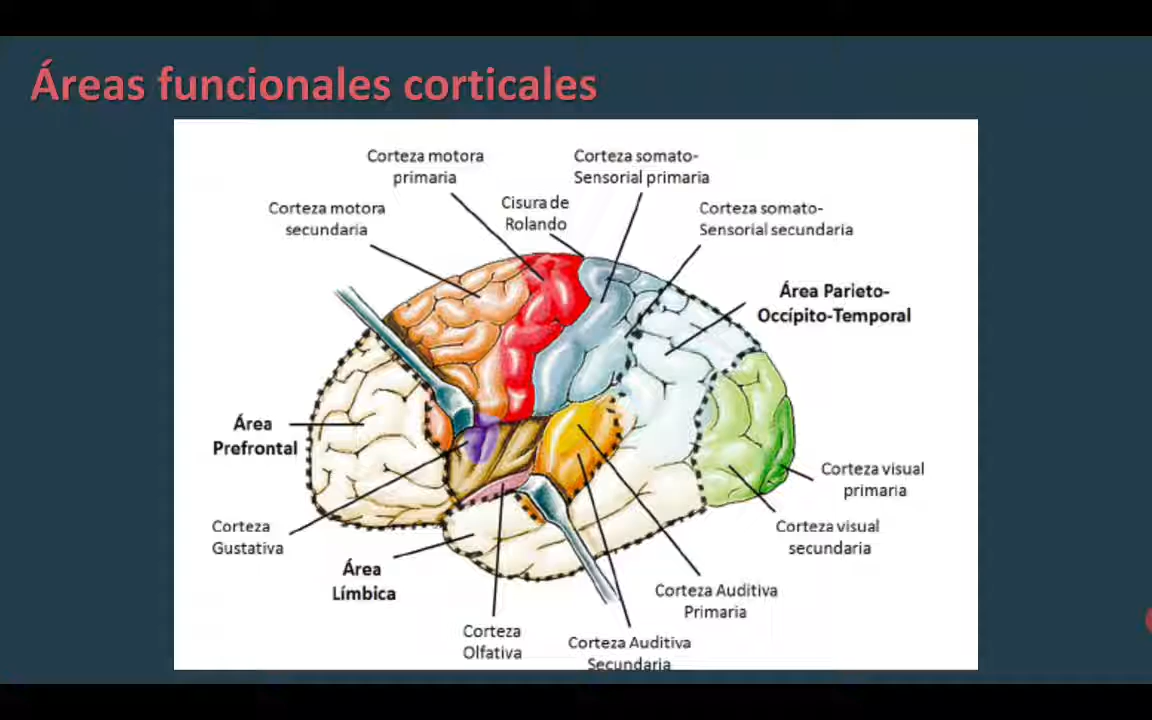 Áreas funcionales corticales
Corteza motora
primaria
Corteza somato-
Sensorial primaria
Cisura de
Rolando
Corteza motora
secundaria
Corteza somato-
Sensorial secundaria
Área Parieto-
Occípito-Temporal
Área
Prefrontal
Corteza visual
primaria
Corteza
Gustativa
Corteza visual
secundaria
Área
Límbica
Corteza Auditiva
Primaria
Corteza
Olfativa
Corteza Auditiva
Secundaria